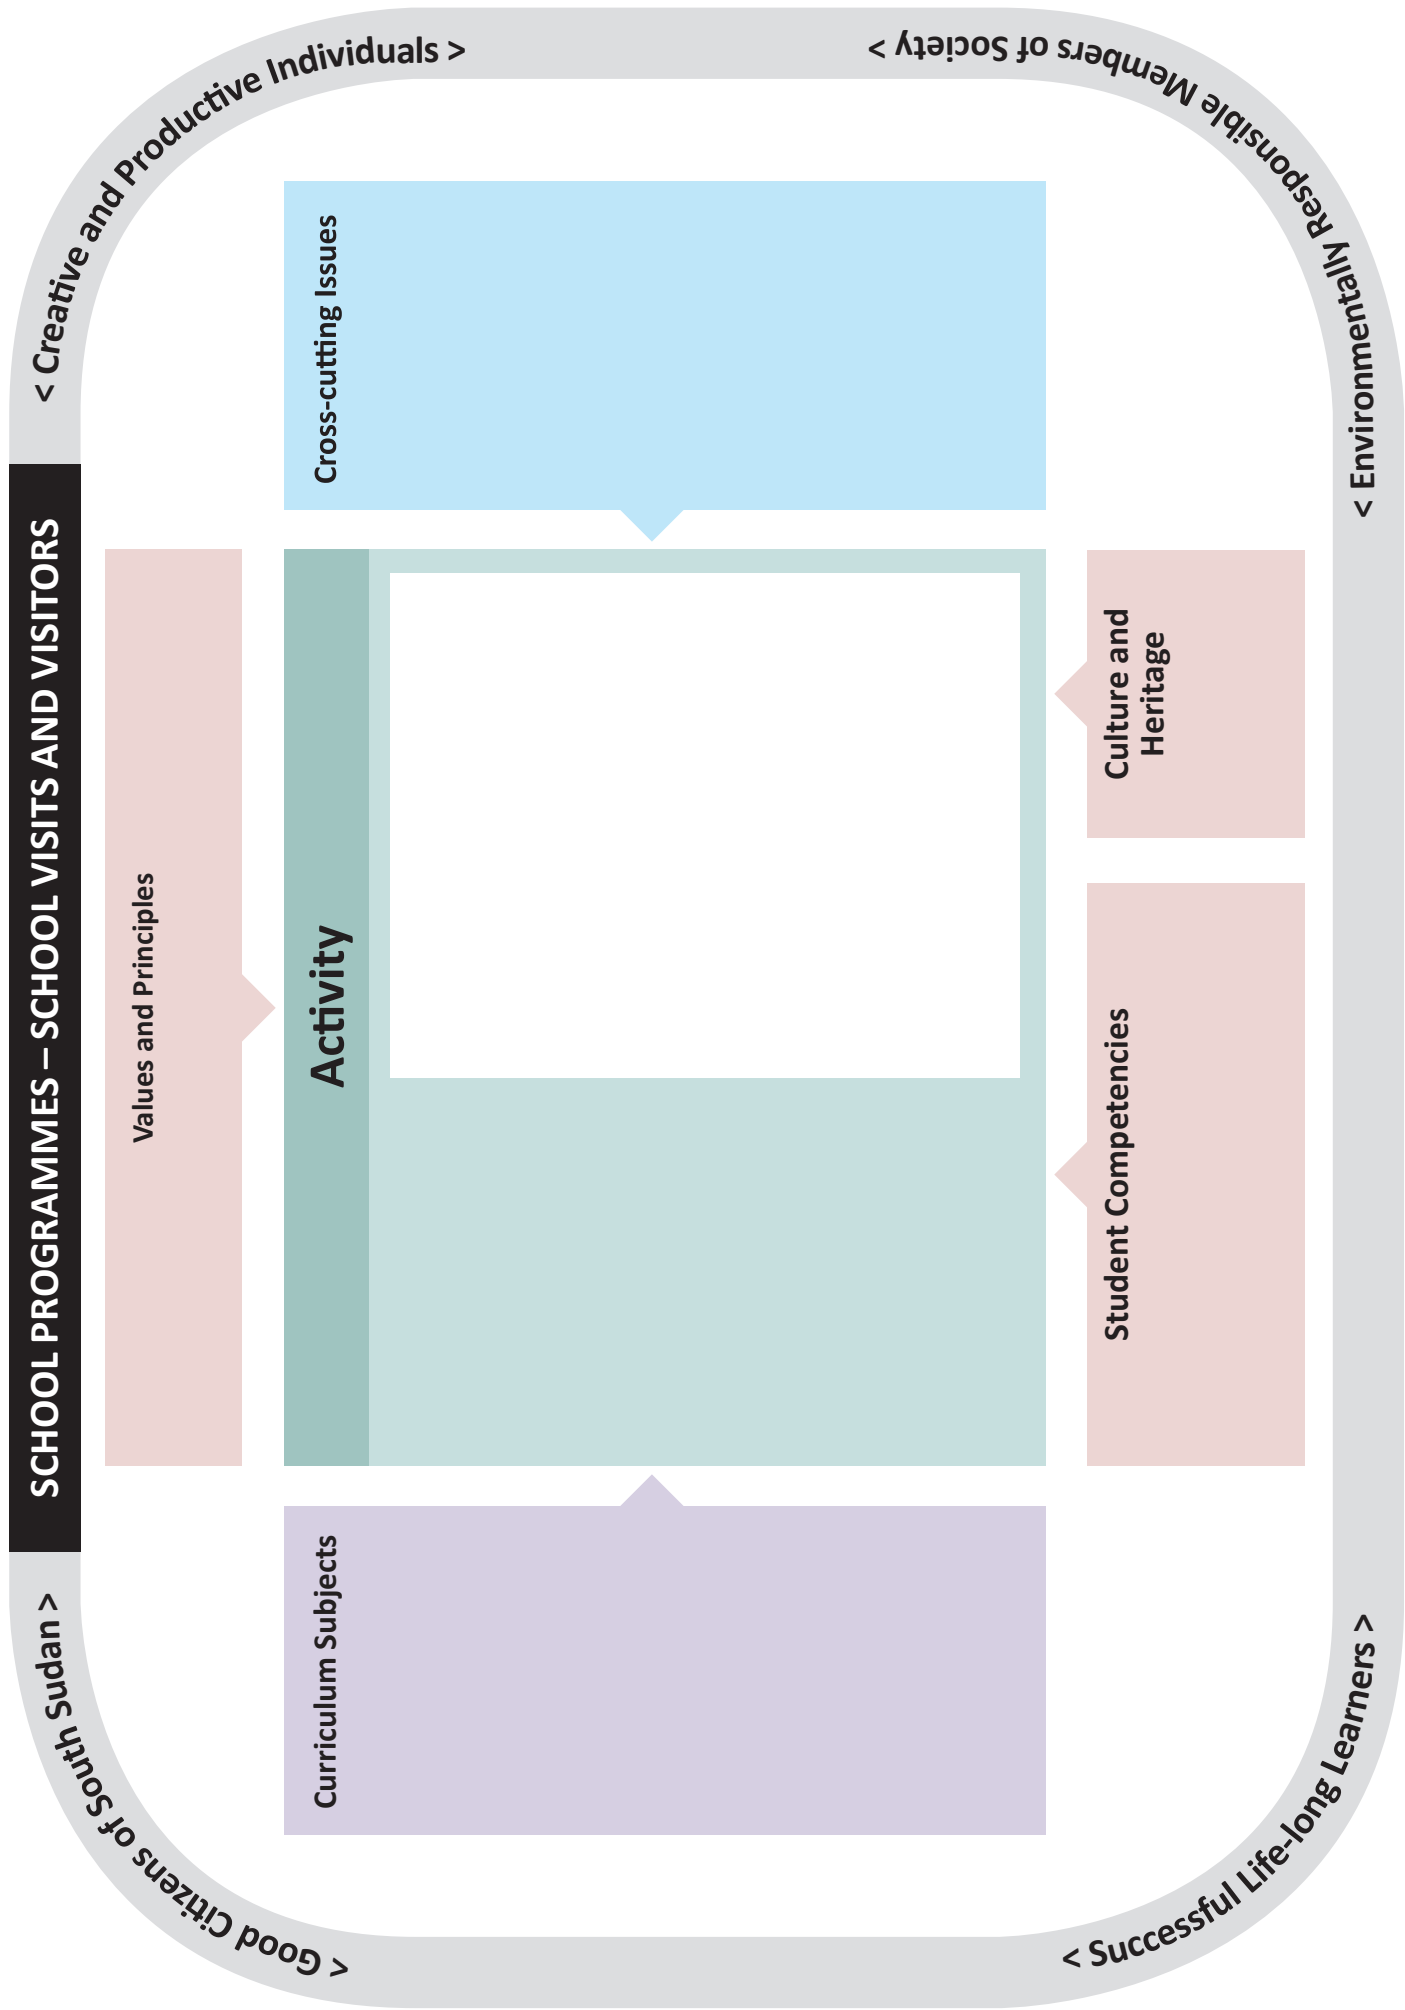 SCHOOL PROGRAMMES – SCHOOL VISITS AND VISITORS
< Good Citizens of South Sudan >
< Creative and Productive Individuals >
Values and Principles
Curriculum Subjects
Activity
Cross-cutting Issues
Student Competencies
Culture and
Heritage
< Successful Life-long Learners >
< Environmentally Responsible Members of Society >